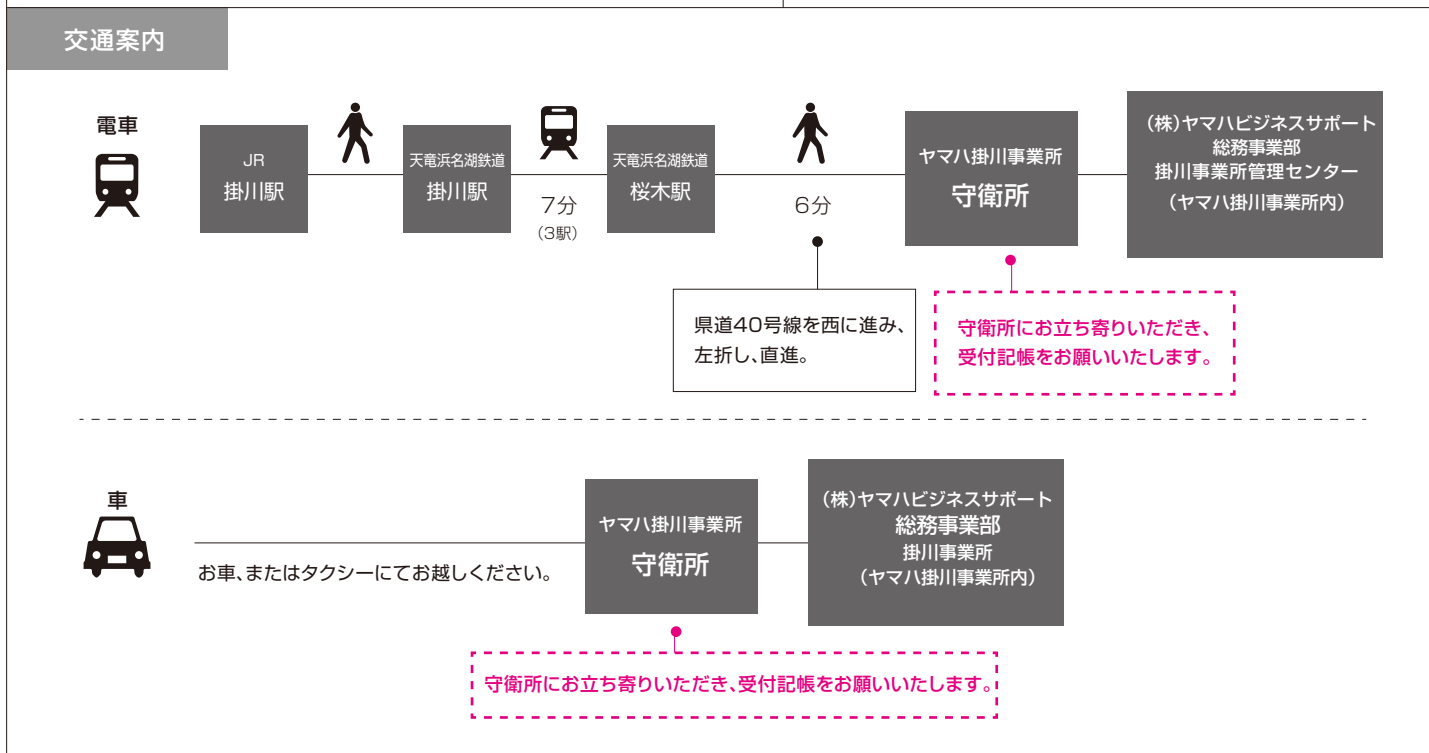 交通案内
電車
JR
掛川駅
天竜浜名湖鉄道
掛川駅
7分
(3駅)
天竜浜名湖鉄道
桜木駅
6分
県道40号線を西に進み、
左折し、直進。
ヤマハ掛川事業所
守衛所
守衛所にお立ち寄りいただき、
受付記帳をお願いいたします。
(株)ヤマハビジネスサポート
総務事業部
掛川事業所管理センター
(ヤマハ掛川事業所内)
車
お車、またはタクシーにてお越しください。
ヤマハ掛川事業所
守衛所
守衛所にお立ち寄りいただき、受付記帳をお願いいたします。
(株)ヤマハビジネスサポート
総務事業部
掛川事業所
(ヤマハ掛川事業所内)